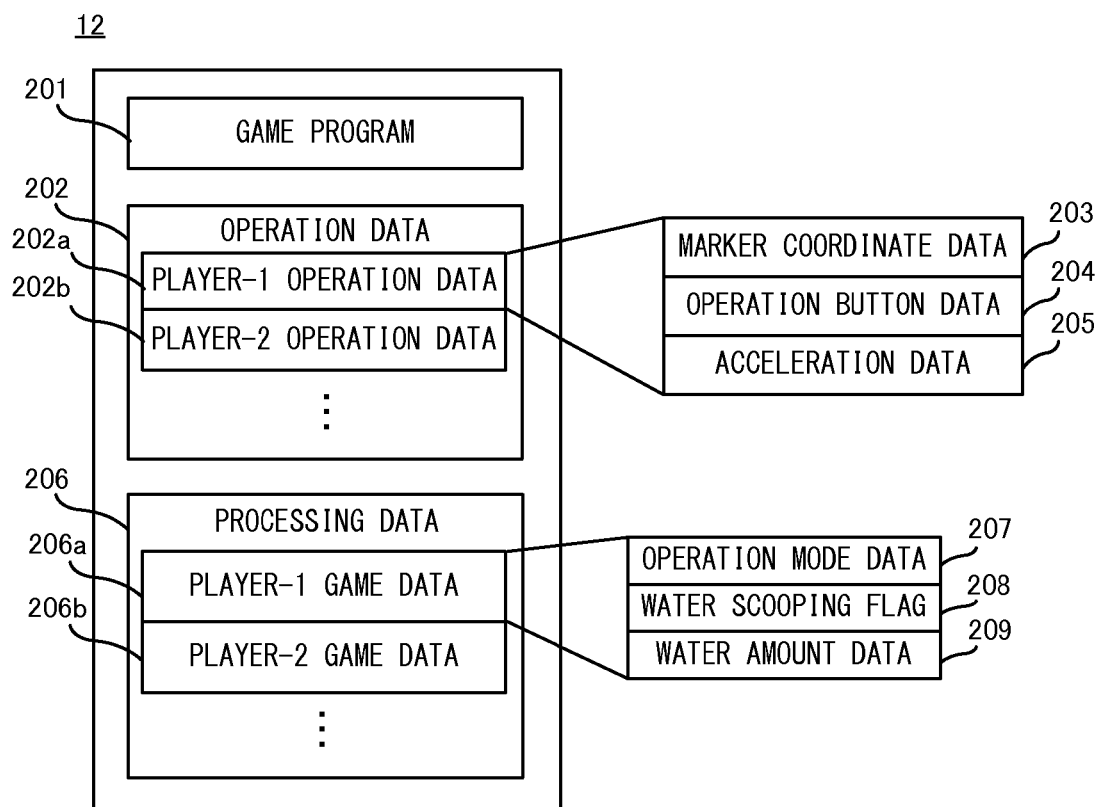 12
201
GAME PROGRAM
202
OPERATION DATA
202a
PLAYER-1 OPERATION DATA
202b
PLAYER-2 OPERATION DATA
MARKER COORDINATE DATA
203
OPERATION BUTTON DATA
204
ACCELERATION DATA
205
206
PROCESSING DATA
206a
PLAYER-1 GAME DATA
206b
PLAYER-2 GAME DATA
OPERATION MODE DATA
207
WATER SCOOPING FLAG
208
WATER AMOUNT DATA
209